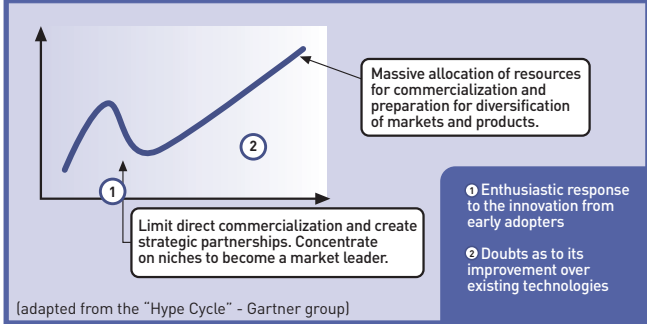 Massive allocation of resources
for commercialization and
preparation for diversification
of markets and products.
②
①
Limit direct commercialization and create
strategic partnerships. Concentrate
on niches to become a market leader.
① Enthusiastic response
to the innovation from
early adopters
② Doubts as to its
improvement over
existing technologies
(adapted from the “Hype Cycle” - Gartner group)